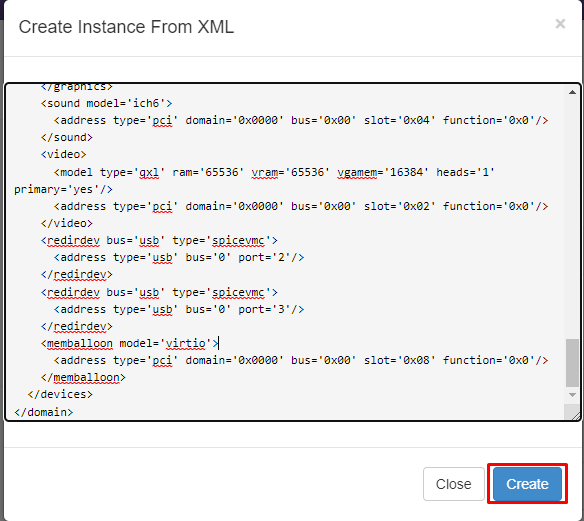 Create Instance From XML
×
</graphics>
<sound model='ich6'>
<address type='pci' domain='0x0000' bus='0x00' slot='0x04' function='0x0'/>
</sound>
<video>
<model type='qxl' ram='65536' vram='65536' vgamem='16384' heads='1'
primary='yes'/>
<address type='pci' domain='0x0000' bus='0x00' slot='0x02' function='0x0'/>
</video>
<redirdev bus='usb' type='spicevmc'>
<address type='usb' bus='0' port='2'/>
</redirdev>
<redirdev bus='usb' type='spicevmc'>
<address type='usb' bus='0' port='3'/>
</redirdev>
<memballoon model='virtio'>
<address type='pci' domain='0x0000' bus='0x00' slot='0x08' function='0x0'/>
</memballoon>
</devices>
</domain>
Close
Create